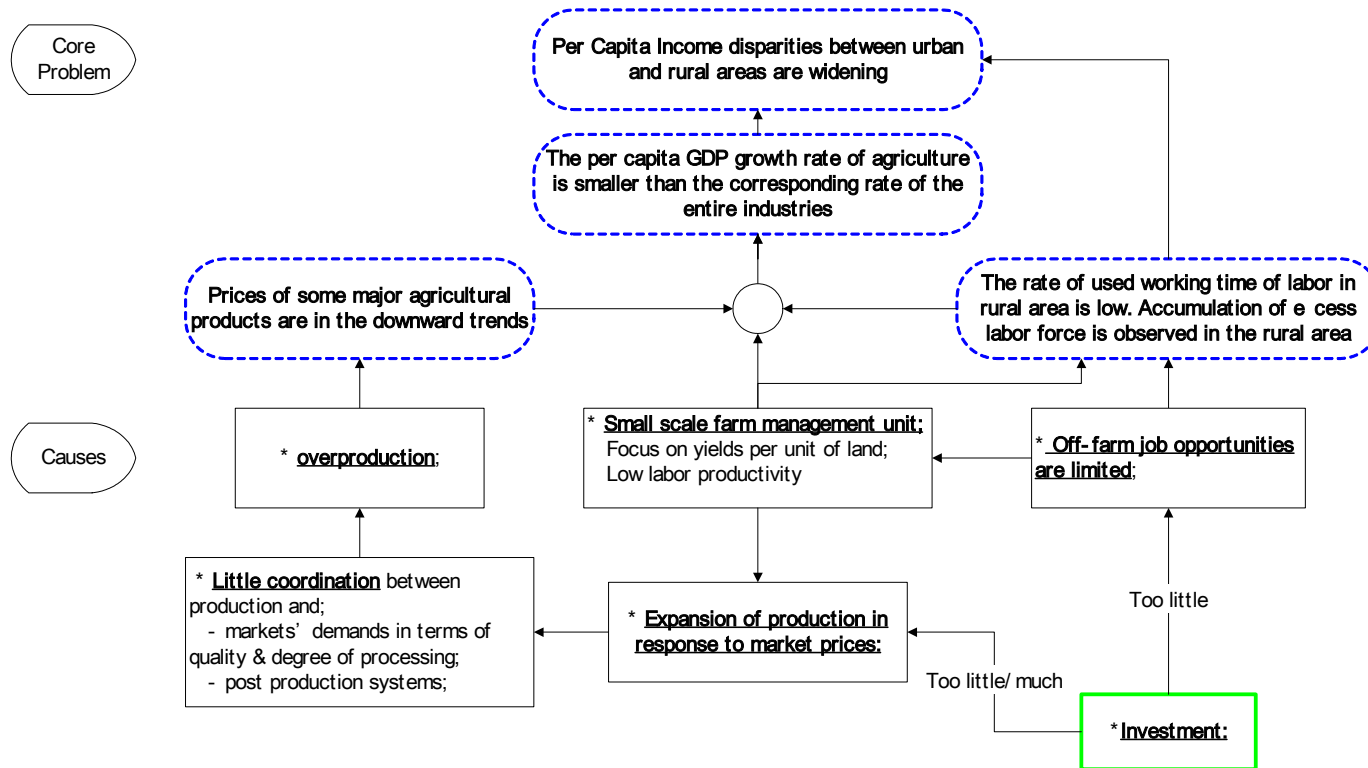 Core
Problem
Per Capita Income disparities between urban
and rural areas are widening
The per capita GDP growth rate of agriculture
is smaller than the corresponding rate of the
entire industries
Prices of some major agricultural
products are in the downward trends
The rate of used working time of labor in
rural area is low. Accumulation of e cess
labor force is observed in the rural area
Causes
* overproduction;
* Small scale farm management unit;
Focus on yields per unit of land;
Low labor productivity
* Off-farm job opportunities
are limited;
* Little coordination between
production and;
- markets' demands in terms of
quality & degree of processing;
- post production systems;
* Expansion of production in
response to market prices:
Too little
Too little/ much
* Investment: